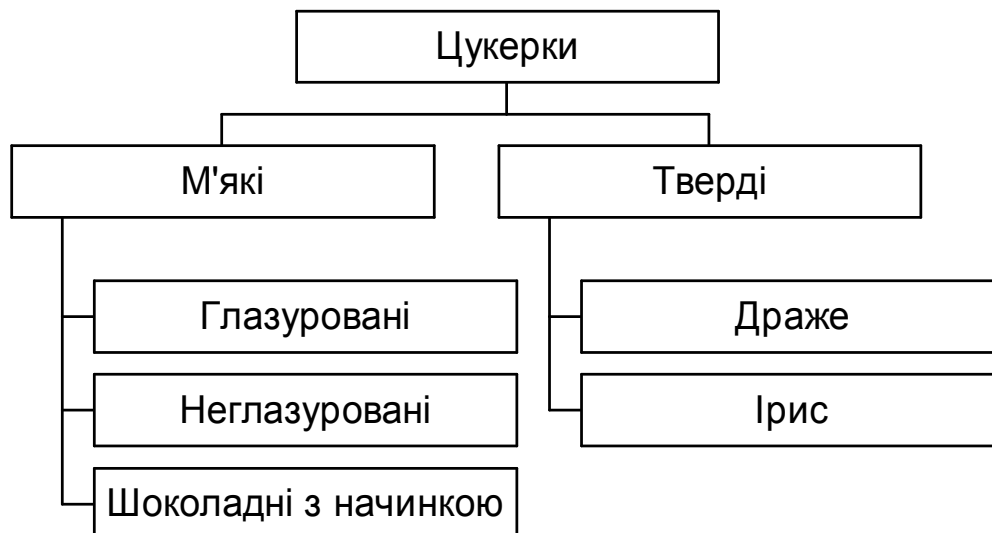 Цукерки
М'які
Тверді
Глазуровані
Драже
Неглазуровані
Ірис
Шоколадні з начинкою